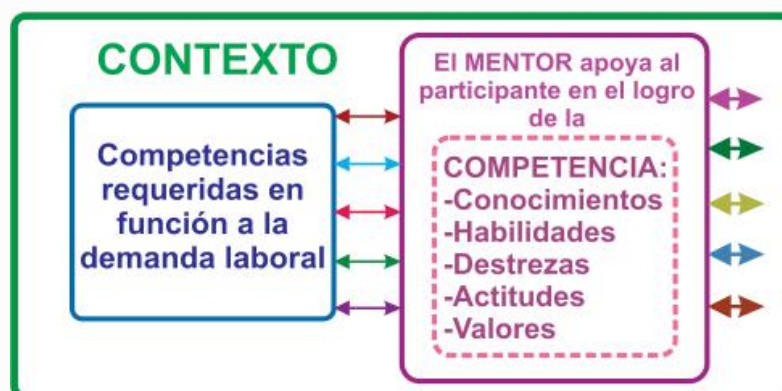 CONTEXTO
Competencias
requeridas en
función a la
demanda laboral
El MENTOR apoya al
participante en el logro
de la
COMPETENCIA:
-Conocimientos
-Habilidades
-Destrezas
-Actitudes
-Valores